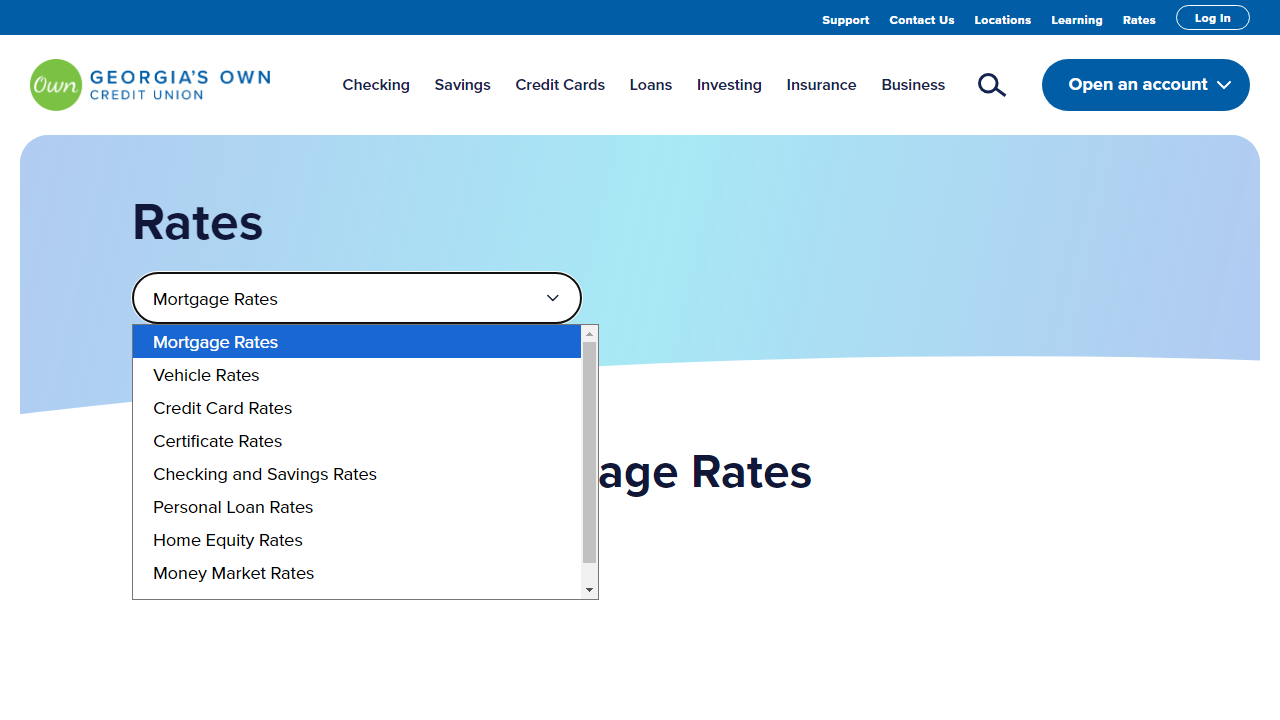 Support Contact Us Locations Learning Rates Log In
Own GEORGIA'S OWN
CREDIT UNION
Checking Savings Credit Cards Loans Investing Insurance Business Open an account
Rates
Mortgage Rates
Mortgage Rates
Vehicle Rates
Credit Card Rates
Certificate Rates
Checking and Savings Rates
age Rates
Personal Loan Rates
Home Equity Rates
Money Market Rates